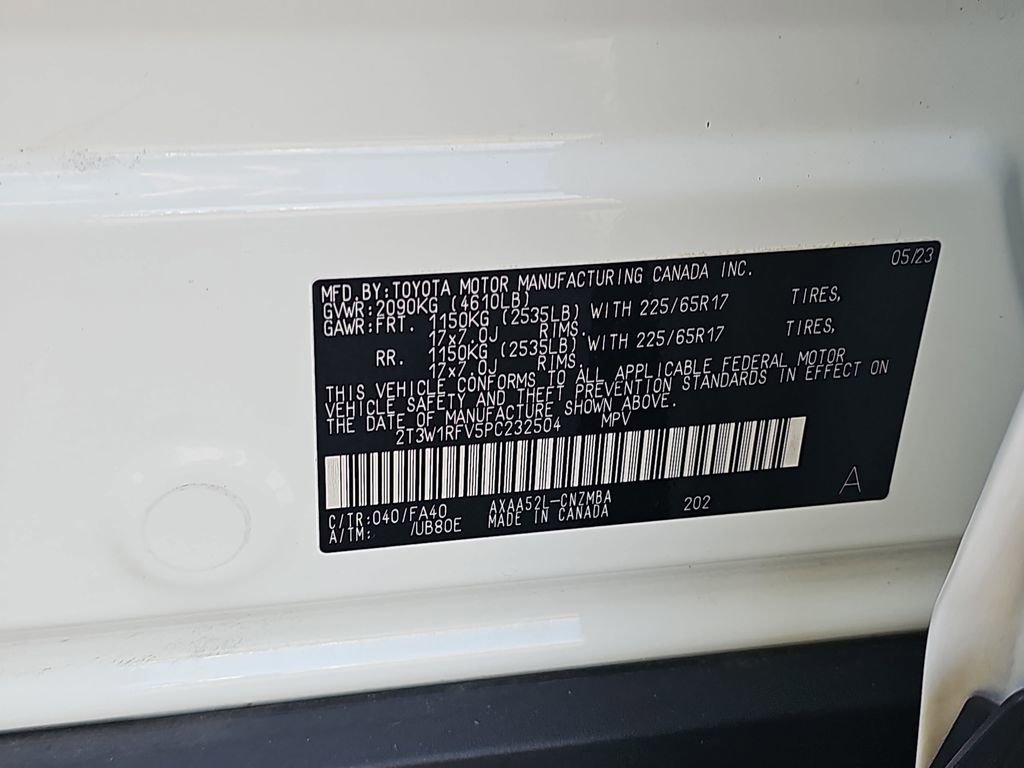 05/23
MFD.BY:TOYOTA MOTOR MANUFACTURING CANADA INC.
GVWR:2090KG (4610LB)
GAWR:FRT. 1150KG (2535LB) WITH 225/65R17 TIRES,
17x7.0J RIMS.
RR. 1150KG (2535LB) WITH 225/65R17 TIRES,
17x7.0J RIMS.
THIS VEHICLE CONFORMS TO ALL APPLICABLE FEDERAL MOTOR
VEHICLE SAFETY AND THEFT PREVENTION STANDARDS IN EFFECT ON
THE DATE OF MANUFACTURE SHOWN ABOVE.
2T3W1RFV5PC232504 MPV
C/TR:040/FA40 AXAA52L-CNZMBA 202 A
A/TM: /UB80E MADE IN CANADA